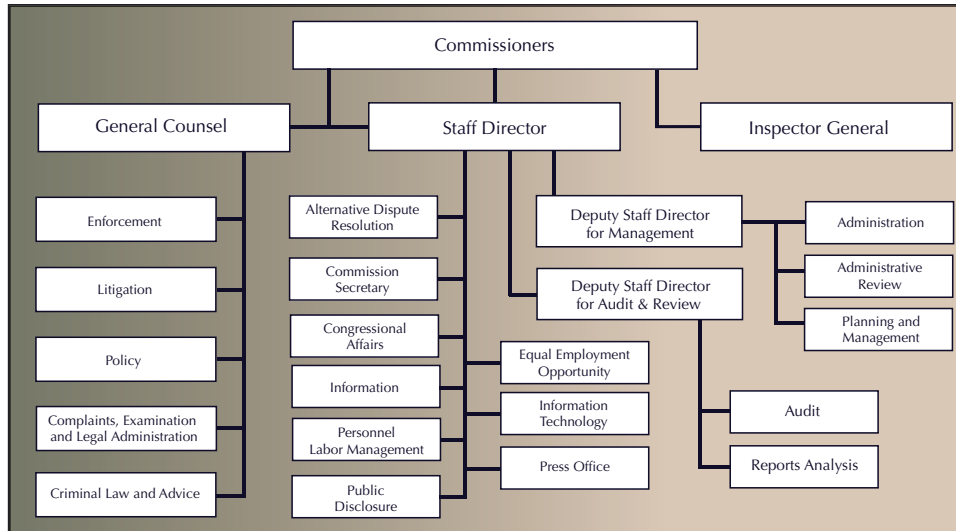 Commissioners
General Counsel
Staff Director
Inspector General
Enforcement
Litigation
Policy
Complaints, Examination
and Legal Administration
Criminal Law and Advice
Alternative Dispute
Resolution
Commission
Secretary
Congressional
Affairs
Information
Personnel
Labor Management
Public
Disclosure
Equal Employment
Opportunity
Information
Technology
Press Office
Deputy Staff Director
for Management
Deputy Staff Director
for Audit & Review
Administration
Administrative
Review
Planning and
Management
Audit
Reports Analysis